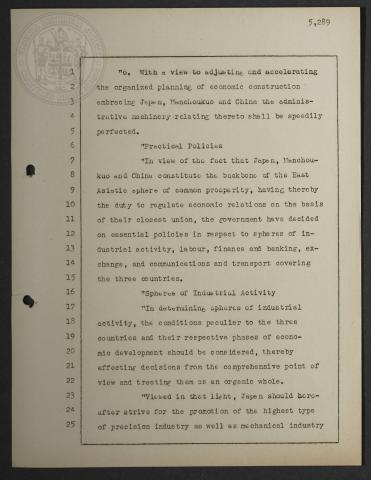 5,289
1 "6. With a view to adjusting and accelerating
2 the organized planning of economic construction
3 embracing Japan, Manchoukuo and China the adminis-
4 trative machinery relating thereto shall be speedily
5 perfected.
6 "Practical Policies
7 "In view of the fact that Japan, Manchou-
8 kuo and China constitute the backbone of the East
9 Asiatic sphere of common prosperity, having thereby
10 the duty to regulate economic relations on the basis
11 of their closest union, the government have decided
12 on essential policies in respect to spheres of in-
13 dustrial activity, labour, finance and banking, ex-
14 change, and communications and transport covering
15 the three countries.
16 "Spheres of Industrial Activity
17 "In determining spheres of industrial
18 activity, the conditions peculier to the three
19 countries and their respective phases of econo-
20 mic development should be considered, thereby
21 effecting decisions from the comprehensive point of
22 view and treating them as an organic whole.
23 "Viewed in that light, Japan should here-
24 after strive for the promotion of the highest type
25 of precision industry as well as mechanical industry